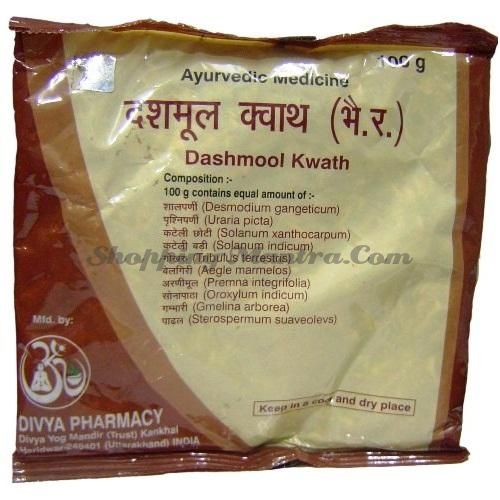 100 g
Ayurvedic Medicine
दशमूल क्वाथ (भै.र.)
Dashmool Kwath
Composition :-
100 g contains equal amount of :-
शालपर्णी (Desmodium gangeticum)
पृश्निपर्णी (Uraria picta)
कटेली छोटी (Solanum xanthocarpum)
कटेली बडी (Solanum indicum)
गोखरु (Tribulus terrestris)
बेलगिरी (Aegle marmelos)
अरणीमूल (Premna integrifolia)
सोनापाठा (Oroxylum indicum)
गम्भारी (Gmelina arborea)
पाढल (Sterospermum suaveolevs)
Mfd. by:
Keep in a cool and dry place
DIVYA PHARMACY
Divya Yog Mandir (Trust) Kankhal
Haridwar-249401 (Uttarakhand) INDIA